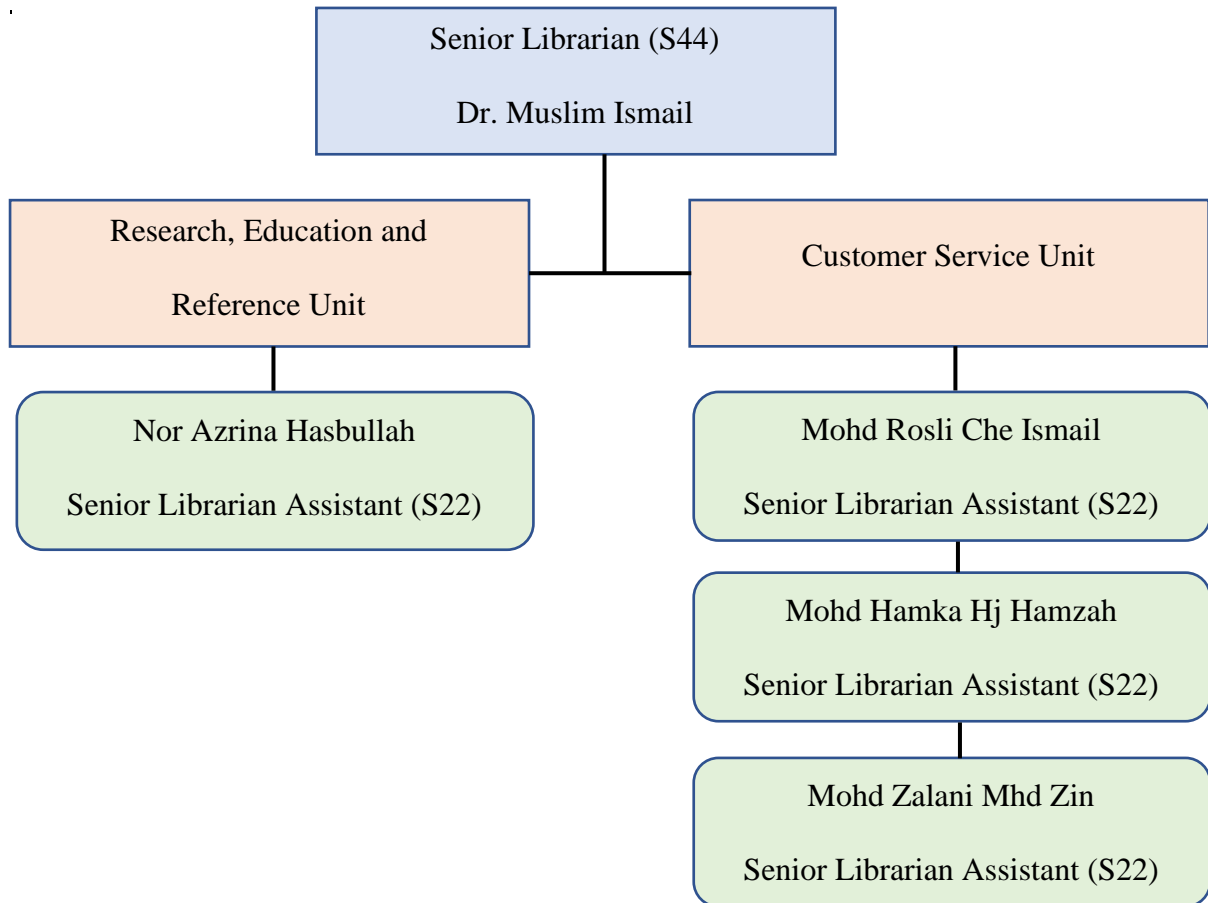 Senior Librarian (S44)
Dr. Muslim Ismail
Research, Education and
Reference Unit
Customer Service Unit
Nor Azrina Hasbullah
Senior Librarian Assistant (S22)
Mohd Rosli Che Ismail
Senior Librarian Assistant (S22)
Mohd Hamka Hj Hamzah
Senior Librarian Assistant (S22)
Mohd Zalani Mhd Zin
Senior Librarian Assistant (S22)